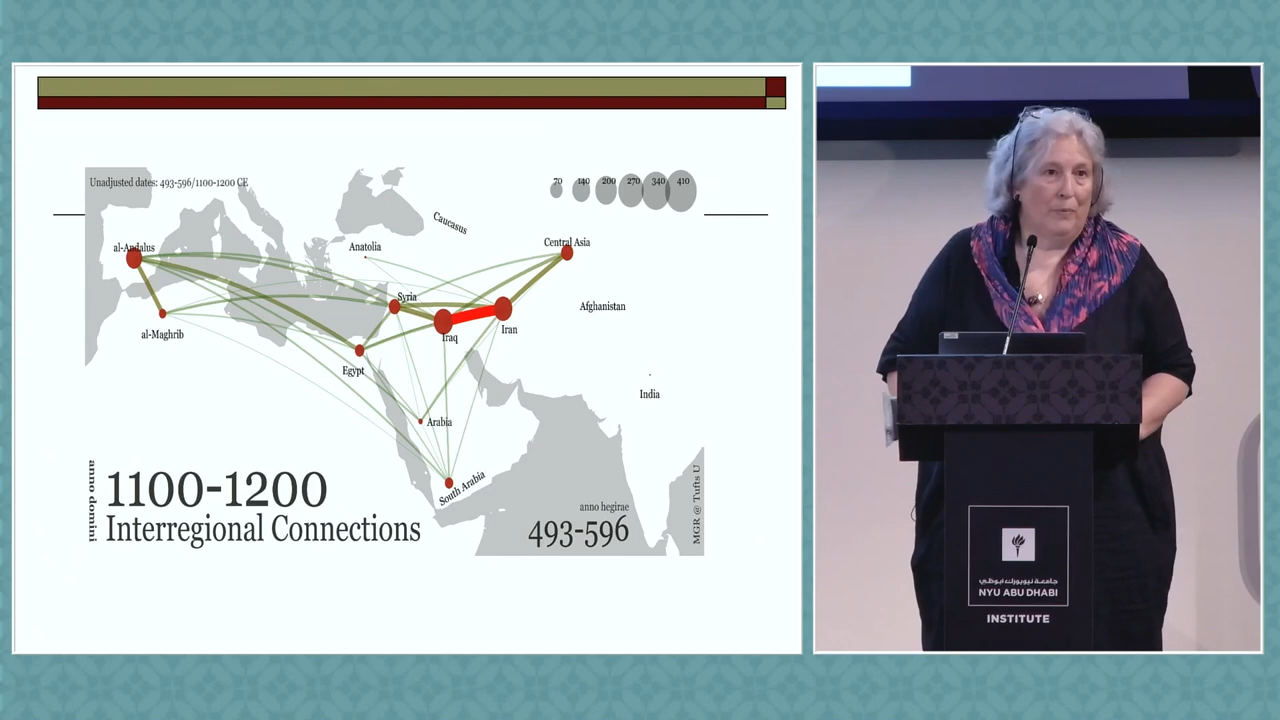 Unadjusted dates: 493-596/1100-1200 CE
70 140 200 270 340 410
Caucasus
al-Andalus
Anatolia
Central Asia
Syria
Afghanistan
al-Maghrib
Iraq
Iran
Egypt
India
Arabia
South Arabia
anno domini
1100-1200
Interregional Connections
anno hegirae
493-596
MGR @ Tufts U
جامعة نيويورك أبوظبي
NYU ABU DHABI
INSTITUTE